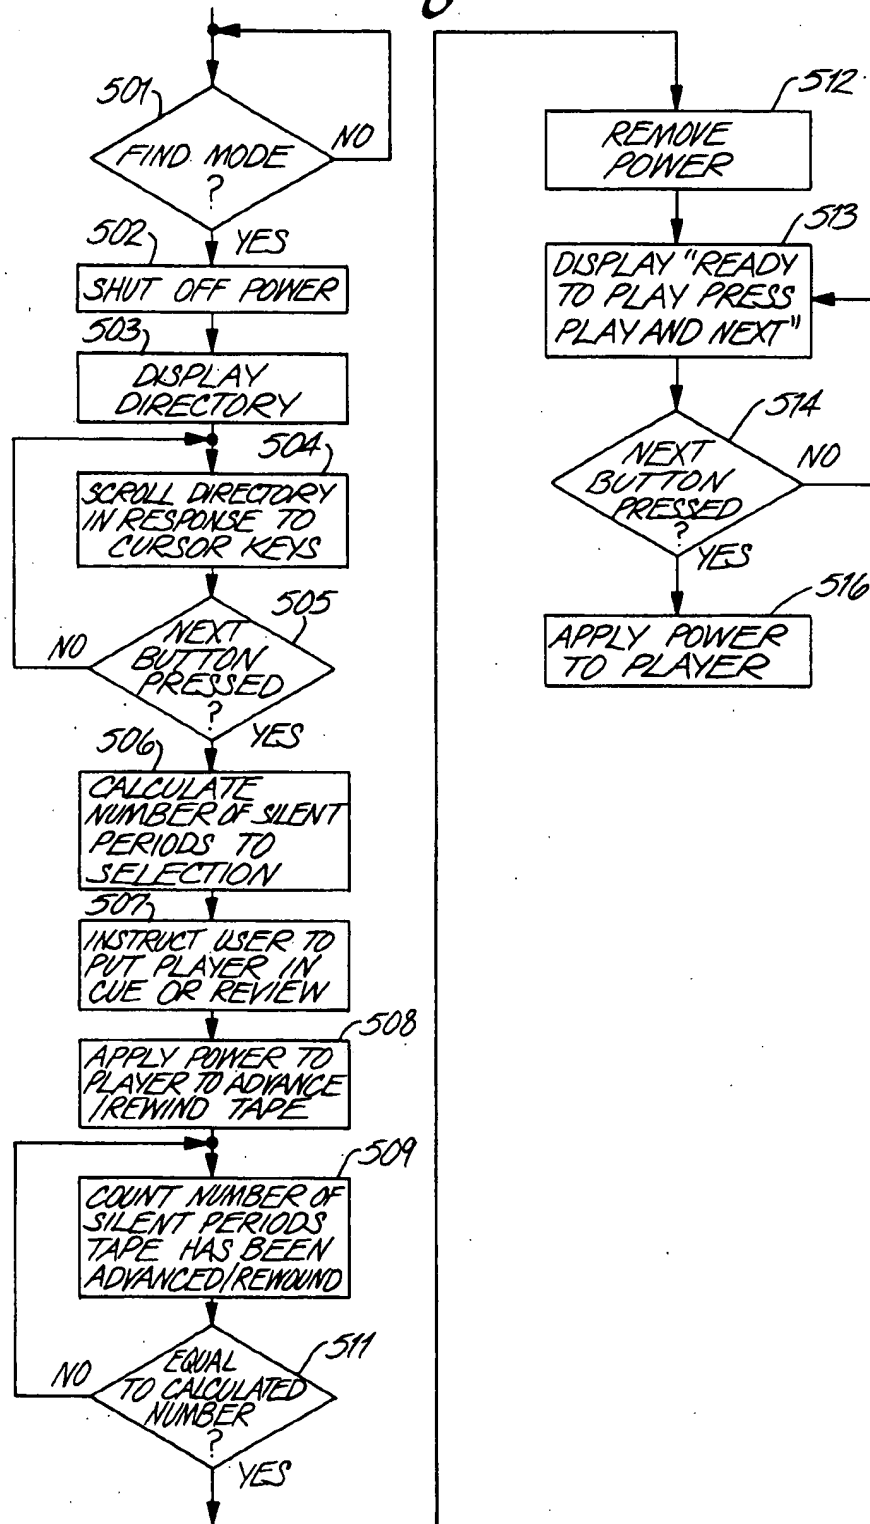 501
FIND MODE
?
NO
YES
502
SHUT OFF POWER
503
DISPLAY
DIRECTORY
504
SCROLL DIRECTORY
IN RESPONSE TO
CURSOR KEYS
505
NEXT
BUTTON
PRESSED
?
NO
YES
506
CALCULATE
NUMBER OF SILENT
PERIODS TO
SELECTION
507
INSTRUCT USER TO
PUT PLAYER IN
CUE OR REVIEW
508
APPLY POWER TO
PLAYER TO ADVANCE
/REWIND TAPE
509
COUNT NUMBER OF
SILENT PERIODS
TAPE HAS BEEN
ADVANCED/REWOUND
511
EQUAL
TO CALCULATED
NUMBER
?
NO
YES
512
REMOVE
POWER
513
DISPLAY "READY
TO PLAY PRESS
PLAY AND NEXT"
514
NEXT
BUTTON
PRESSED
?
NO
YES
516
APPLY POWER
TO PLAYER